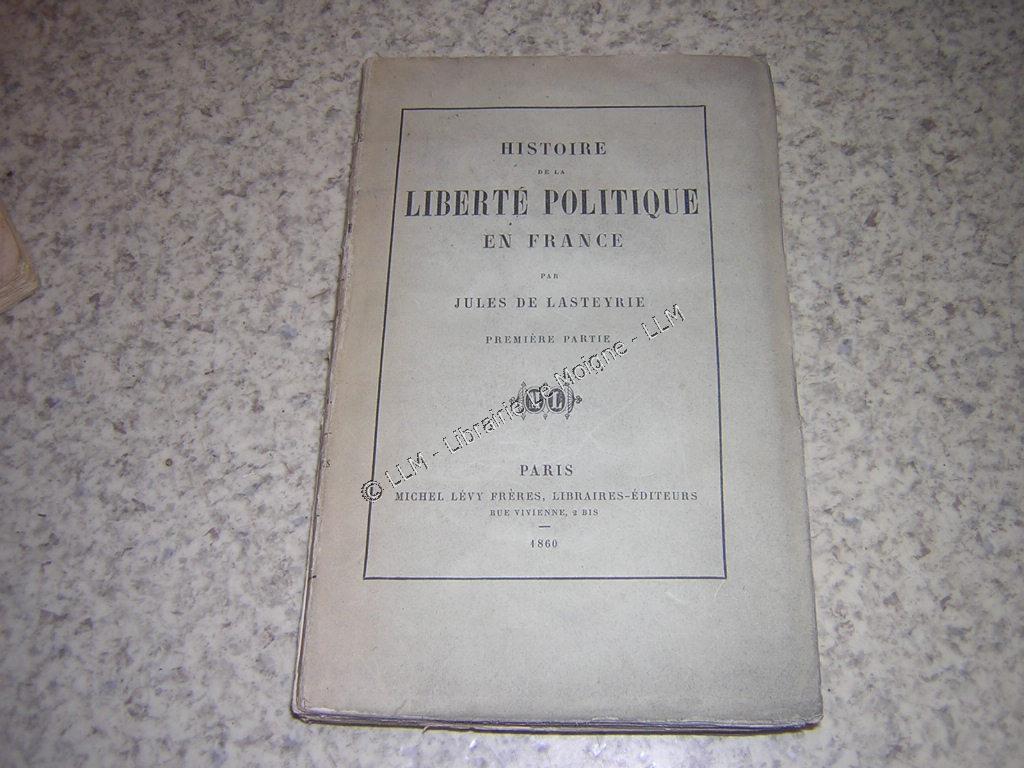 HISTOIRE
DE LA
LIBERTÉ POLITIQUE
EN FRANCE
PAR
JULES DE LASTEYRIE
PREMIÈRE PARTIE
PARIS
MICHEL LÉVY FRÈRES, LIBRAIRES-ÉDITEURS
RUE VIVIENNE, 2 BIS
1860
© LLM - Librairie Le Moigne - LLM